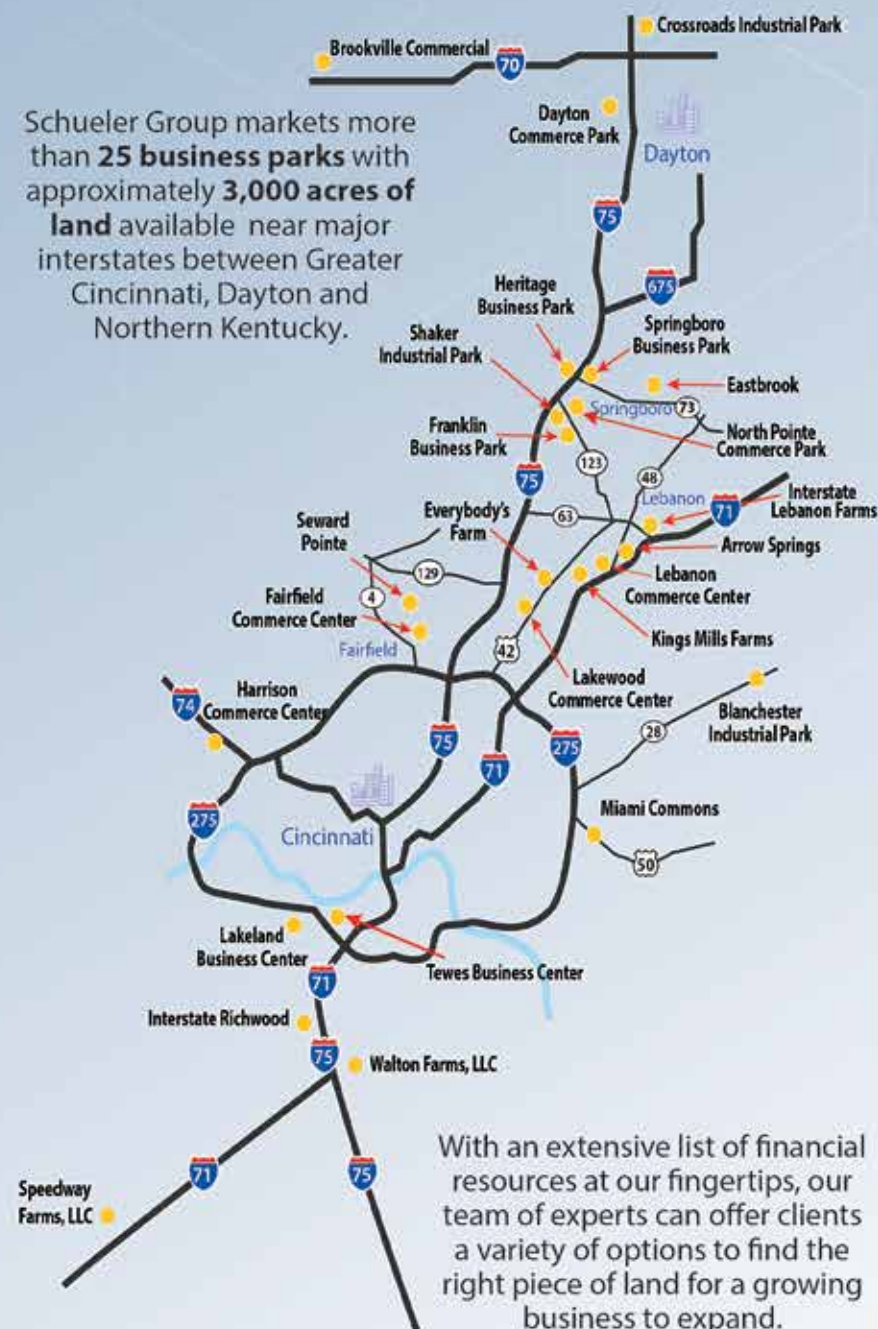 Crossroads Industrial Park
Brookville Commercial
70
Schueler Group markets more
than 25 business parks with
approximately 3,000 acres of
land available near major
interstates between Greater
Cincinnati, Dayton and
Northern Kentucky.
Dayton
Commerce Park
Dayton
75
675
Heritage
Business Park
Springboro
Business Park
Shaker
Industrial Park
Eastbrook
Springboro
73
Franklin
Business Park
North Pointe
Commerce Park
123
75
48
Lebanon
71
Interstate
Lebanon Farms
Everybody's
Farm
63
Seward
Pointe
Arrow Springs
129
Lebanon
Commerce Center
4
Fairfield
Commerce Center
Kings Mills Farms
Fairfield
42
Lakewood
Commerce Center
74
Harrison
Commerce Center
Blanchester
Industrial Park
28
75
275
71
Miami Commons
275
Cincinnati
50
Lakeland
Business Center
Tewes Business Center
71
Interstate Richwood
75
Walton Farms, LLC
71
75
Speedway
Farms, LLC
With an extensive list of financial
resources at our fingertips, our
team of experts can offer clients
a variety of options to find the
right piece of land for a growing
business to expand.